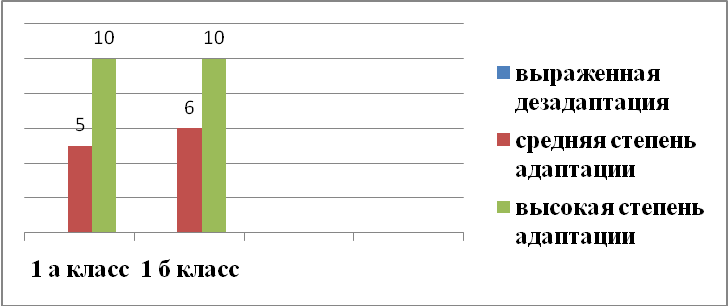 10
10
5
6
1 а класс 1 б класс
выраженная
дезадаптация
средняя степень
адаптации
высокая степень
адаптации